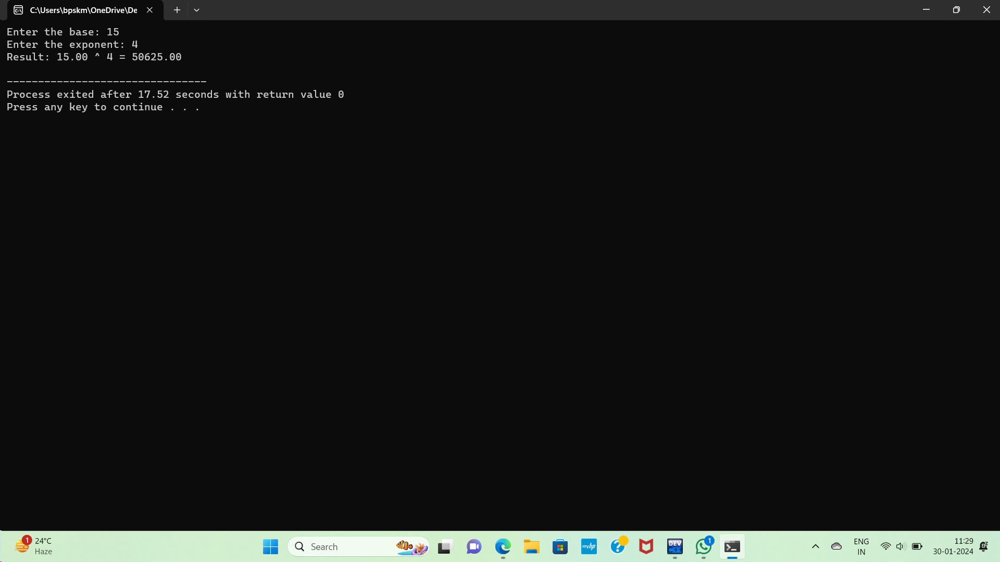 C:\Users\bpskm\OneDrive\De
Enter the base: 15
Enter the exponent: 4
Result: 15.00 ^ 4 = 50625.00
--------------------------------
Process exited after 17.52 seconds with return value 0
Press any key to continue . . .
1
24°C
Haze
Search
myhp
DEV
C++
1
ENG
IN
11:29
30-01-2024